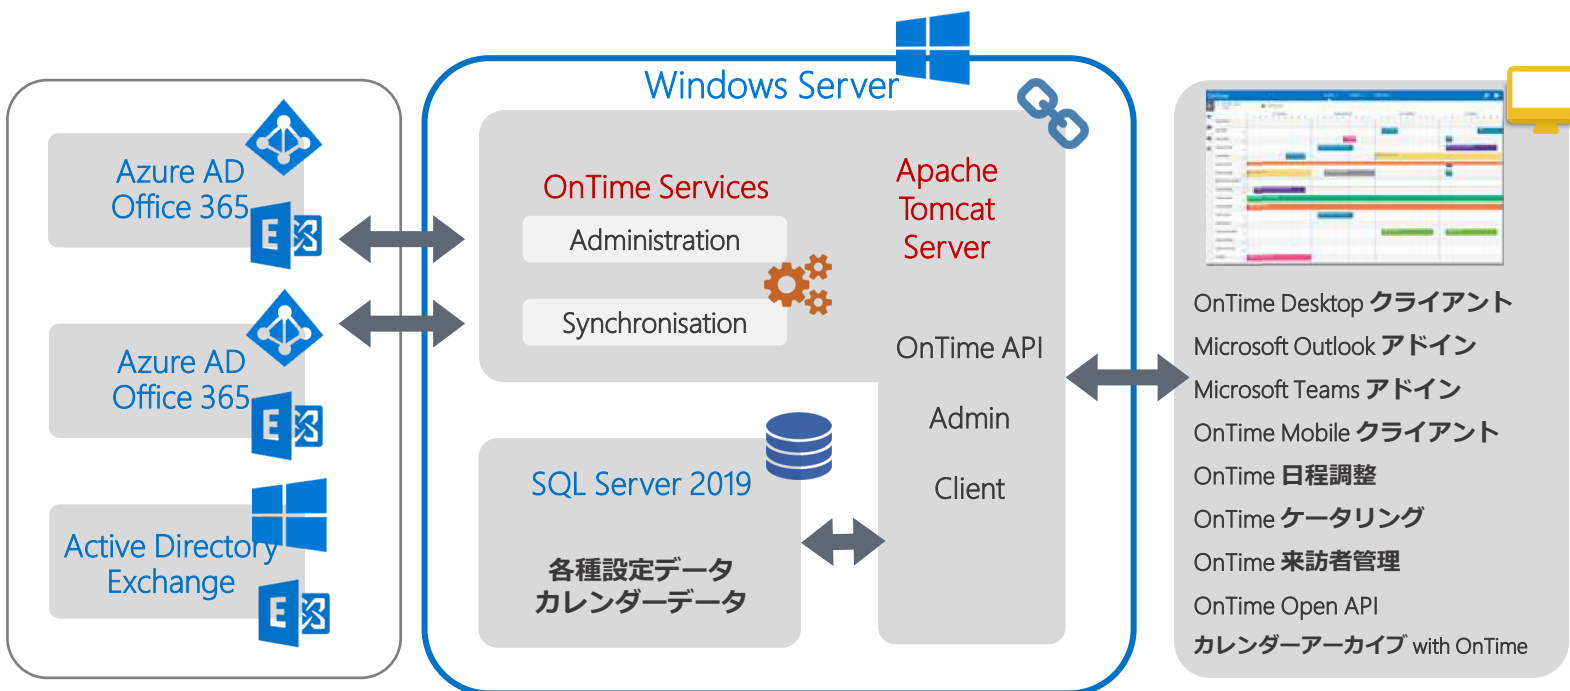 Windows Server
Azure AD
Office 365
Azure AD
Office 365
Active Directory
Exchange
OnTime Services
Administration
Synchronisation
Apache
Tomcat
Server
OnTime API
Admin
Client
SQL Server 2019
各種設定データ
カレンダーデータ
OnTime Desktop クライアント
Microsoft Outlook アドイン
Microsoft Teams アドイン
OnTime Mobile クライアント
OnTime 日程調整
OnTime ケータリング
OnTime 来訪者管理
OnTime Open API
カレンダーアーカイブ with OnTime